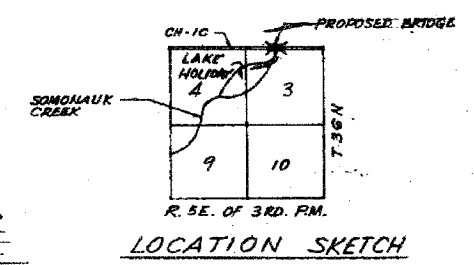 PROPOSED BRIDGE
CH-1C
LAKE
HOLIDAY
4
3
SOMONAUK
CREEK
T.36N
9
10
R. 5E. OF 3RD. P.M.
LOCATION SKETCH